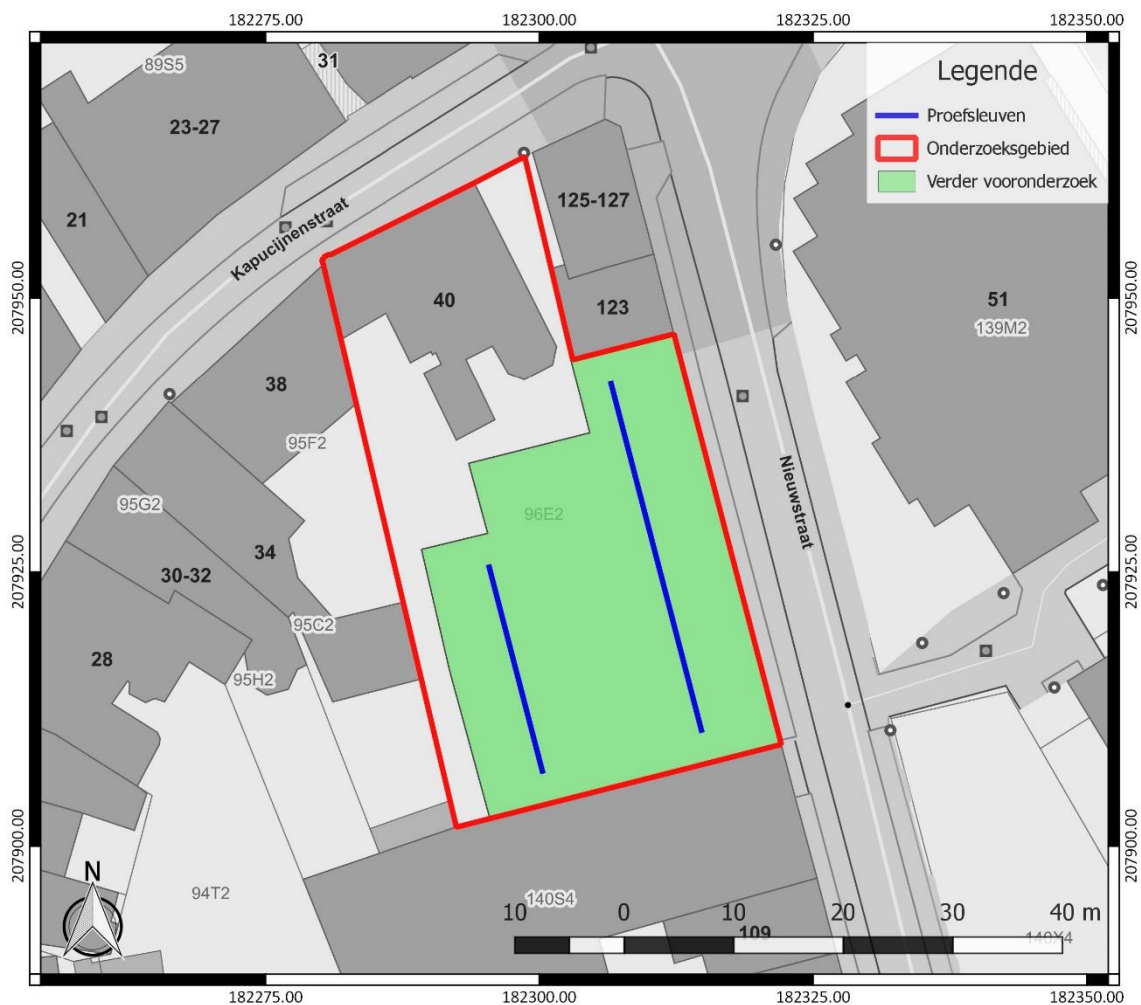 182275.00
182300.00
182325.00
182350.00
89S5
31
Legende
23-27
Proefsleuven
Onderzoeksgebied
Verder vooronderzoek
21
Kapucijnenstraat
125-127
207950.00
40
123
51
207950.00
139M2
38
95F2
Nieuwstraat
95G2
96E2
34
207925.00
30-32
207925.00
95C2
28
95H2
207900.00
207900.00
N
94T2
140S4
10
0
10
20
30
40 m
109
140X4
182275.00
182300.00
182325.00
182350.00